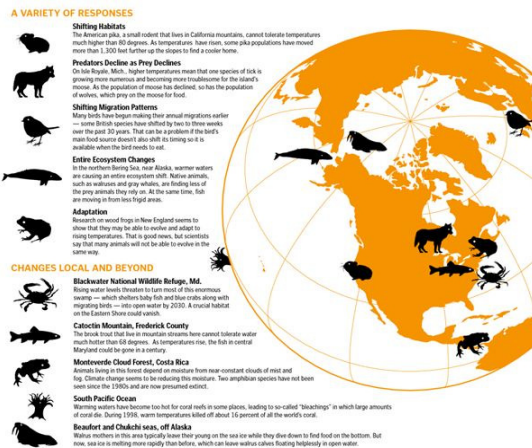 A VARIETY OF RESPONSES
Shifting Habitats
The American pika, a small rodent that lives in California mountains, cannot tolerate temperatures
much higher than 80 degrees. As temperatures have risen, some pika populations have moved
more than 1,300 feet further up the slopes to find a cooler home.
Predators Decline as Prey Declines
On Isle Royale, Mich., higher temperatures mean that one species of tick is
growing more numerous and becoming more troublesome for the island's
moose. As the population of moose has declined, so has the population
of wolves, which prey on the moose for food.
Shifting Migration Patterns
Many birds have begun making their annual migrations earlier
— some British species have shifted by two to three weeks
over the past 30 years. That can be a problem if the bird's
main food source doesn't also shift its timing so it is
available when the bird needs to eat.
Entire Ecosystem Changes
In the northern Bering Sea, near Alaska, warmer waters
are causing an entire ecosystem shift. Native animals,
such as walruses and gray whales, are finding less of
the prey animals they rely on. At the same time, fish
are moving in from less frigid areas.
Adaptation
Research on wood frogs in New England seems to
show that they may be able to evolve and adapt to
rising temperatures. That is good news, but scientists
say that many animals will not be able to evolve in the
same way.
CHANGES LOCAL AND BEYOND
Blackwater National Wildlife Refuge, Md.
Rising water levels threaten to turn most of this enormous
swamp — which shelters baby fish and blue crabs along with
migrating birds — into open water by 2030. A crucial habitat
on the Eastern Shore could vanish.
Catoctin Mountain, Frederick County
The brook trout that live in mountain streams here cannot tolerate water
much hotter than 68 degrees. As temperatures rise, the fish in central
Maryland could be gone in a century.
Monteverde Cloud Forest, Costa Rica
Animals living in this forest depend on moisture from near-constant clouds of mist and
fog. Climate change seems to be reducing this moisture. Two amphibian species have not been
seen since the 1980s and are now presumed extinct.
South Pacific Ocean
Warming waters have become too hot for coral reefs in some places, leading to so-called "bleachings" in which large amounts
of coral die. During 1998, warm temperatures killed off about 16 percent of all the world's coral.
Beaufort and Chukchi seas, off Alaska
Walrus mothers in this area typically leave their young on the sea ice while they dive down to find food on the bottom. But
now, sea ice is melting more rapidly than before, which can leave walrus calves floating helplessly in open water.